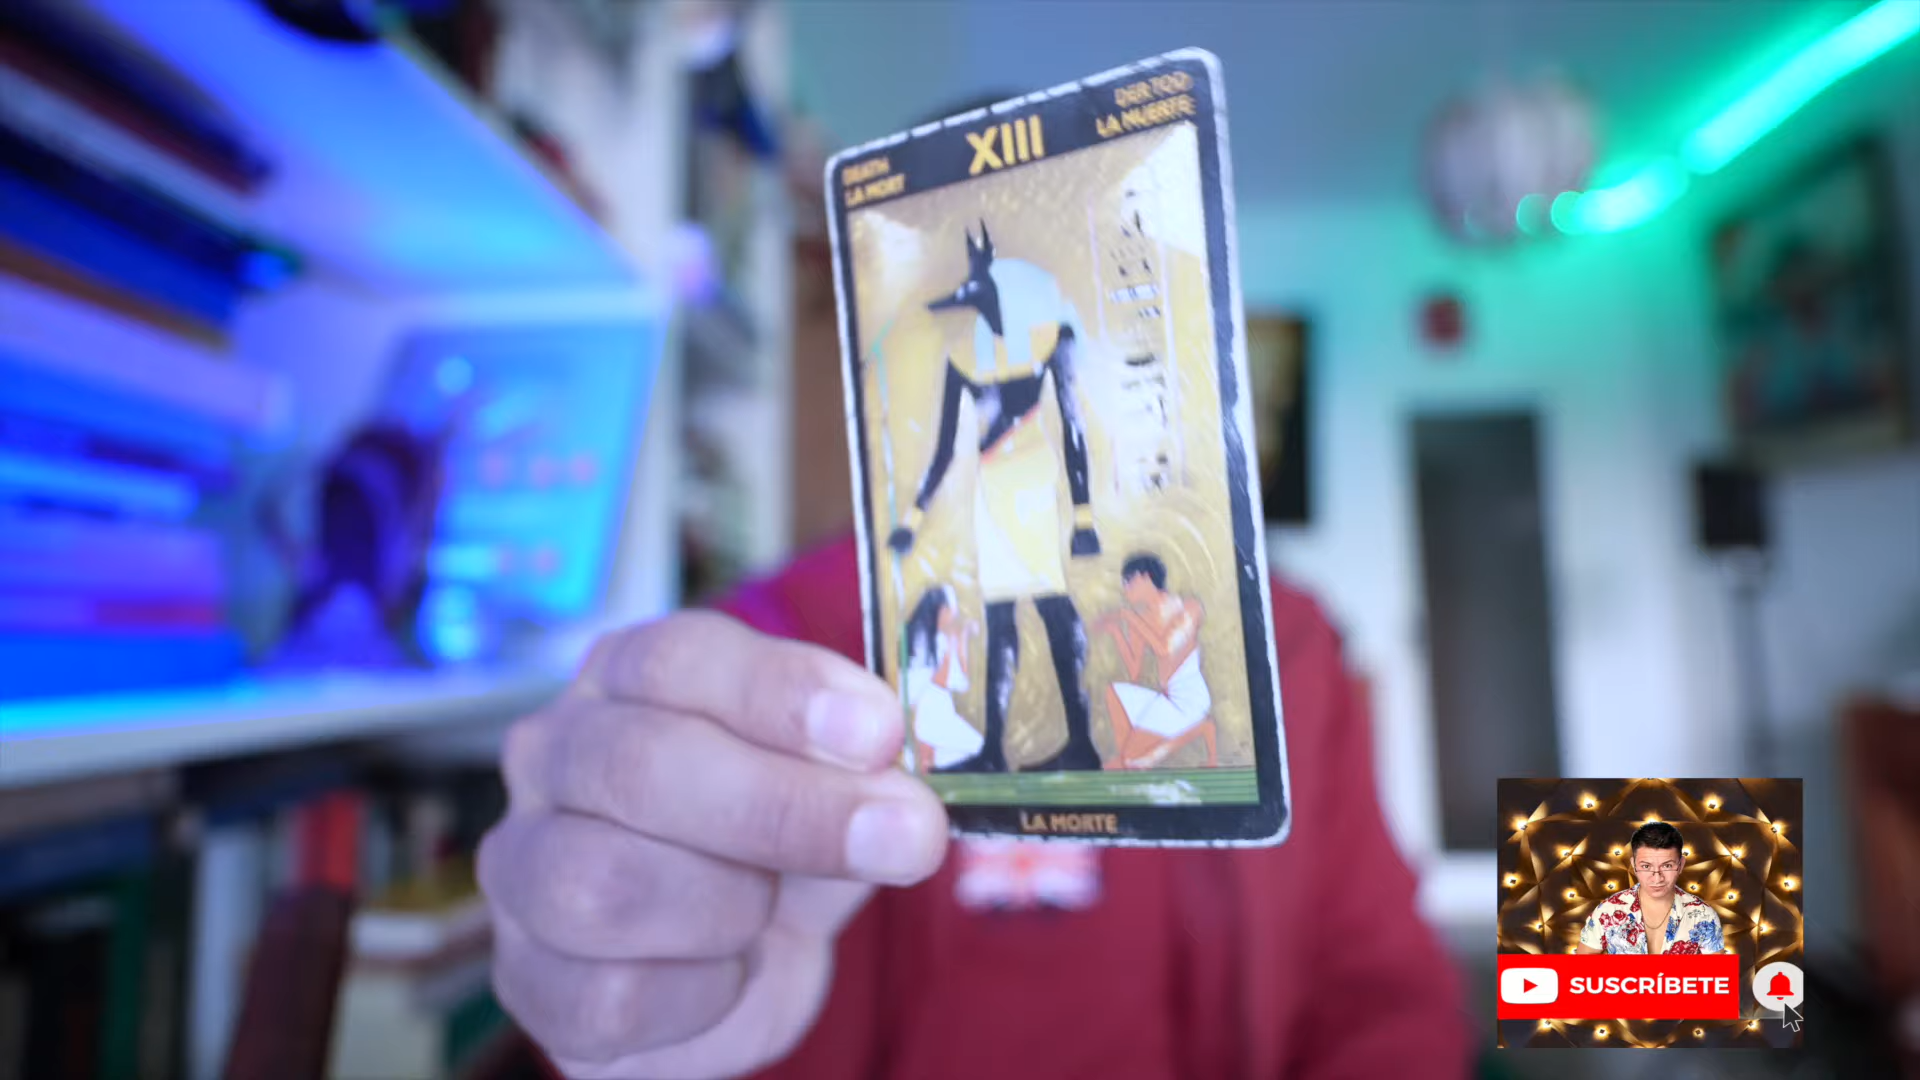 DER TOD
LA MUERTE
XIII
DEATH
LA MORT
LA MORTE
SUSCRÍBETE